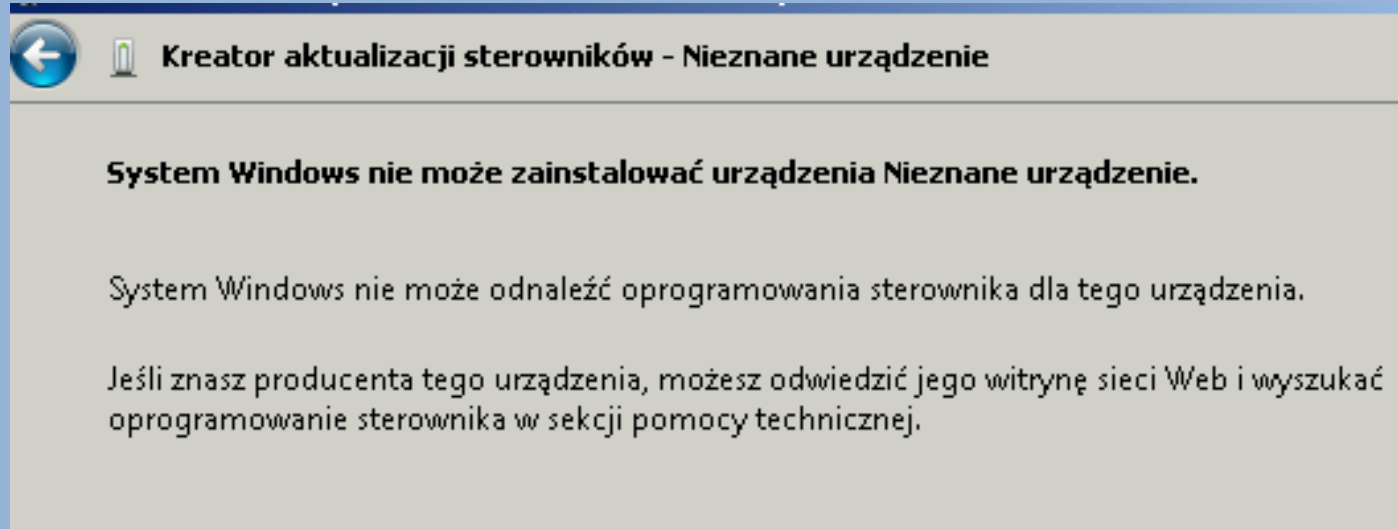 Kreator aktualizacji sterowników - Nieznane urządzenie
System Windows nie może zainstalować urządzenia Nieznane urządzenie.
System Windows nie może odnaleźć oprogramowania sterownika dla tego urządzenia.
Jeśli znasz producenta tego urządzenia, możesz odwiedzić jego witrynę sieci Web i wyszukać
oprogramowanie sterownika w sekcji pomocy technicznej.